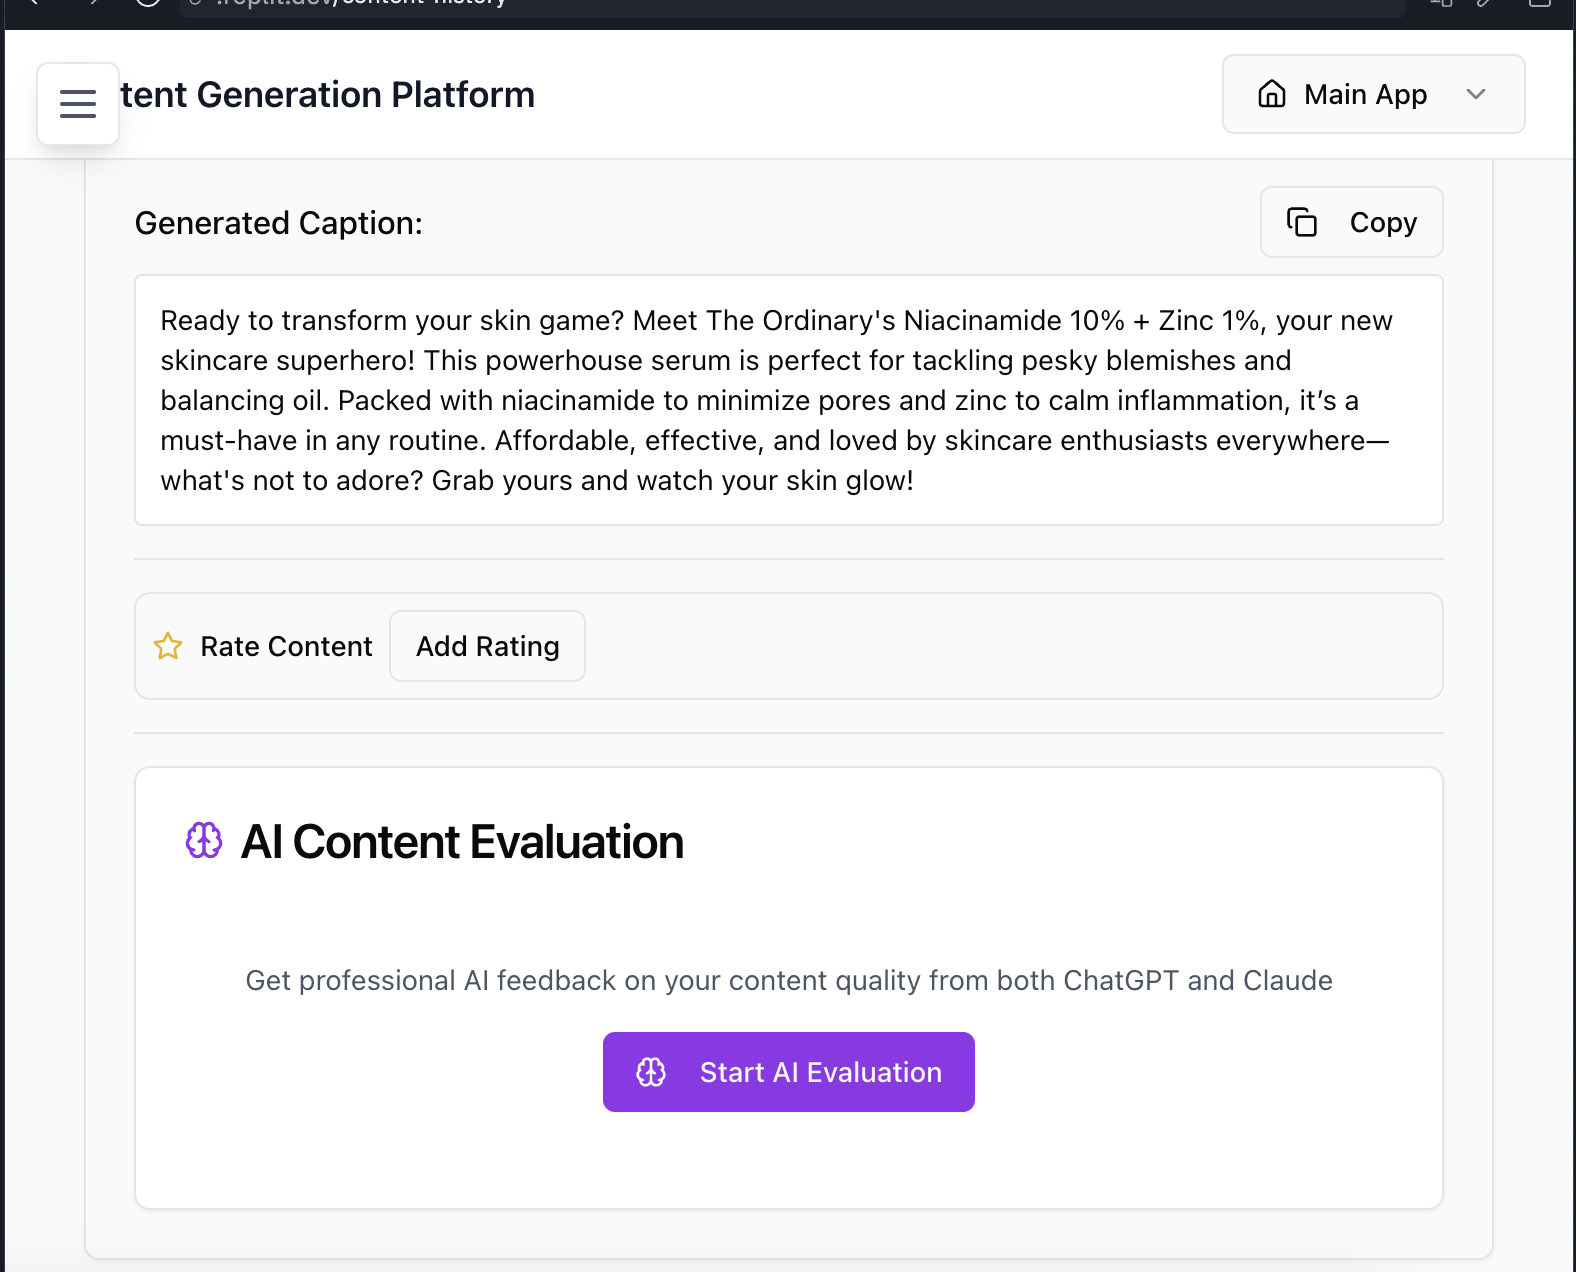 .replit.dev/content-history
tent Generation Platform
Main App
Generated Caption:
Copy
Ready to transform your skin game? Meet The Ordinary's Niacinamide 10% + Zinc 1%, your new
skincare superhero! This powerhouse serum is perfect for tackling pesky blemishes and
balancing oil. Packed with niacinamide to minimize pores and zinc to calm inflammation, it’s a
must-have in any routine. Affordable, effective, and loved by skincare enthusiasts everywhere—
what's not to adore? Grab yours and watch your skin glow!
Rate Content
Add Rating
AI Content Evaluation
Get professional AI feedback on your content quality from both ChatGPT and Claude
Start AI Evaluation